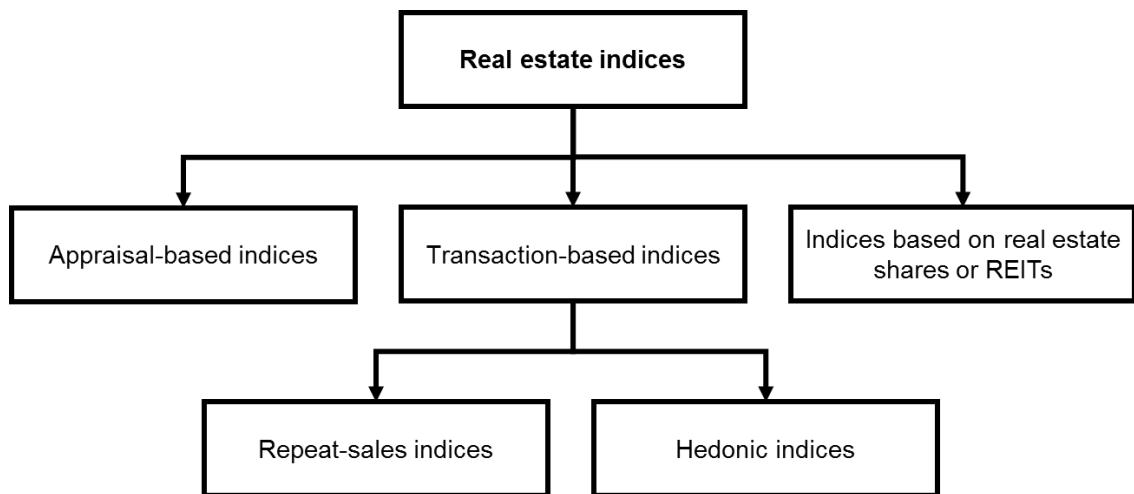 Real estate indices
Appraisal-based indices
Transaction-based indices
Indices based on real estate
shares or REITs
Repeat-sales indices
Hedonic indices